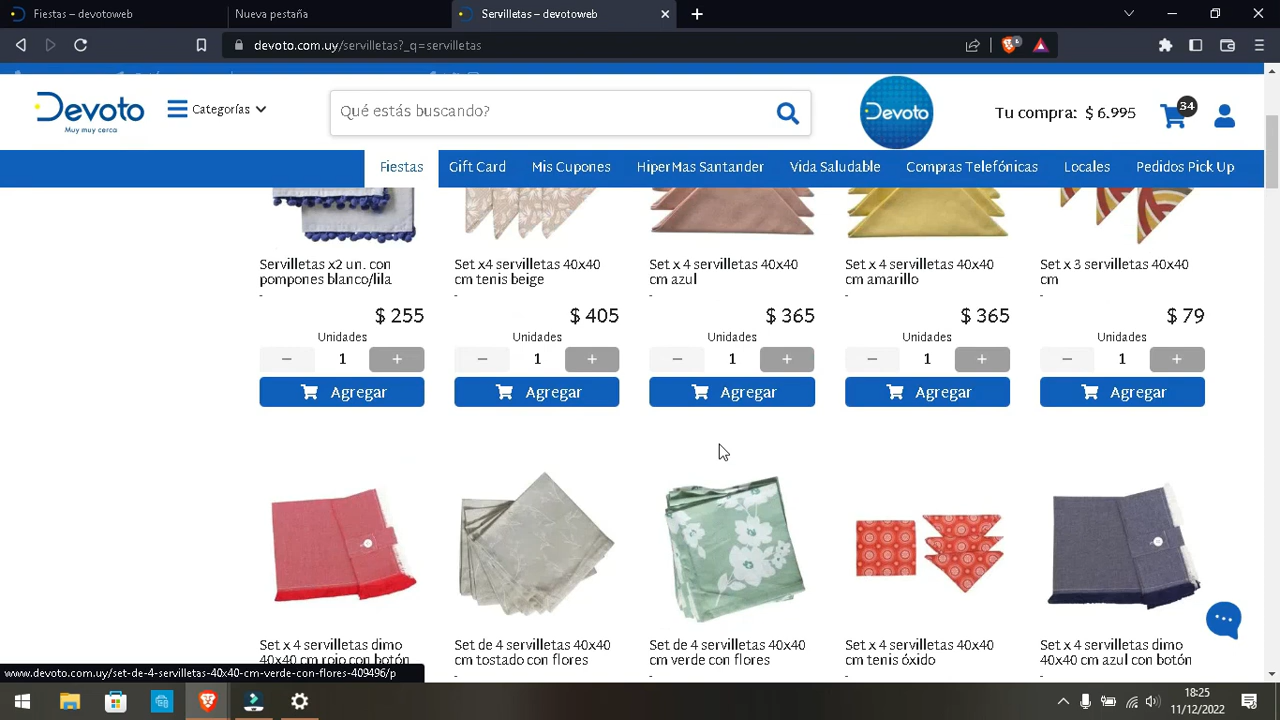 Fiestas – devotoweb
Nueva pestaña
Servilletas – devotoweb
devoto.com.uy/servilletas?_q=servilletas
6
Devoto
Muy muy cerca
Categorías
Qué estás buscando?
Devoto
Tu compra: $ 6.995
34
Fiestas
Gift Card
Mis Cupones
HiperMas Santander
Vida Saludable
Compras Telefónicas
Locales
Pedidos Pick Up
Servilletas x2 un. con
pompones blanco/lila
-
$ 255
Unidades
− 1 +
Agregar
Set x4 servilletas 40x40
cm tenis beige
-
$ 405
Unidades
− 1 +
Agregar
Set x 4 servilletas 40x40
cm azul
-
$ 365
Unidades
− 1 +
Agregar
Set x 4 servilletas 40x40
cm amarillo
-
$ 365
Unidades
− 1 +
Agregar
Set x 3 servilletas 40x40
cm
-
$ 79
Unidades
− 1 +
Agregar
Set x 4 servilletas dimo
40x40 cm rojo con botón
Set de 4 servilletas 40x40
cm tostado con flores
Set de 4 servilletas 40x40
cm verde con flores
Set x 4 servilletas 40x40
cm tenis óxido
Set x 4 servilletas dimo
40x40 cm azul con botón
www.devoto.com.uy/set-de-4-servilletas-40x40-cm-verde-con-flores-409496/p
18:25
11/12/2022